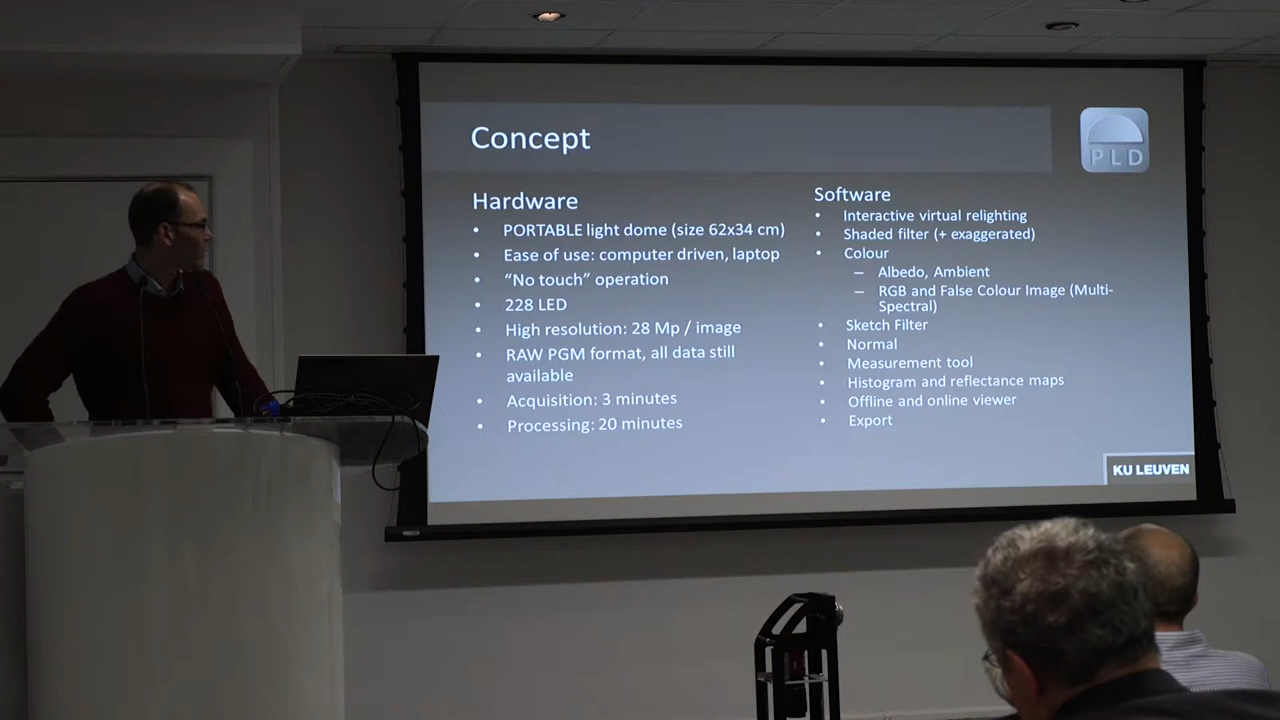 Concept
PLD
Hardware
• PORTABLE light dome (size 62x34 cm)
• Ease of use: computer driven, laptop
• “No touch” operation
• 228 LED
• High resolution: 28 Mp / image
• RAW PGM format, all data still
available
• Acquisition: 3 minutes
• Processing: 20 minutes
Software
• Interactive virtual relighting
• Shaded filter (+ exaggerated)
• Colour
– Albedo, Ambient
– RGB and False Colour Image (Multi-
Spectral)
• Sketch Filter
• Normal
• Measurement tool
• Histogram and reflectance maps
• Offline and online viewer
• Export
KU LEUVEN